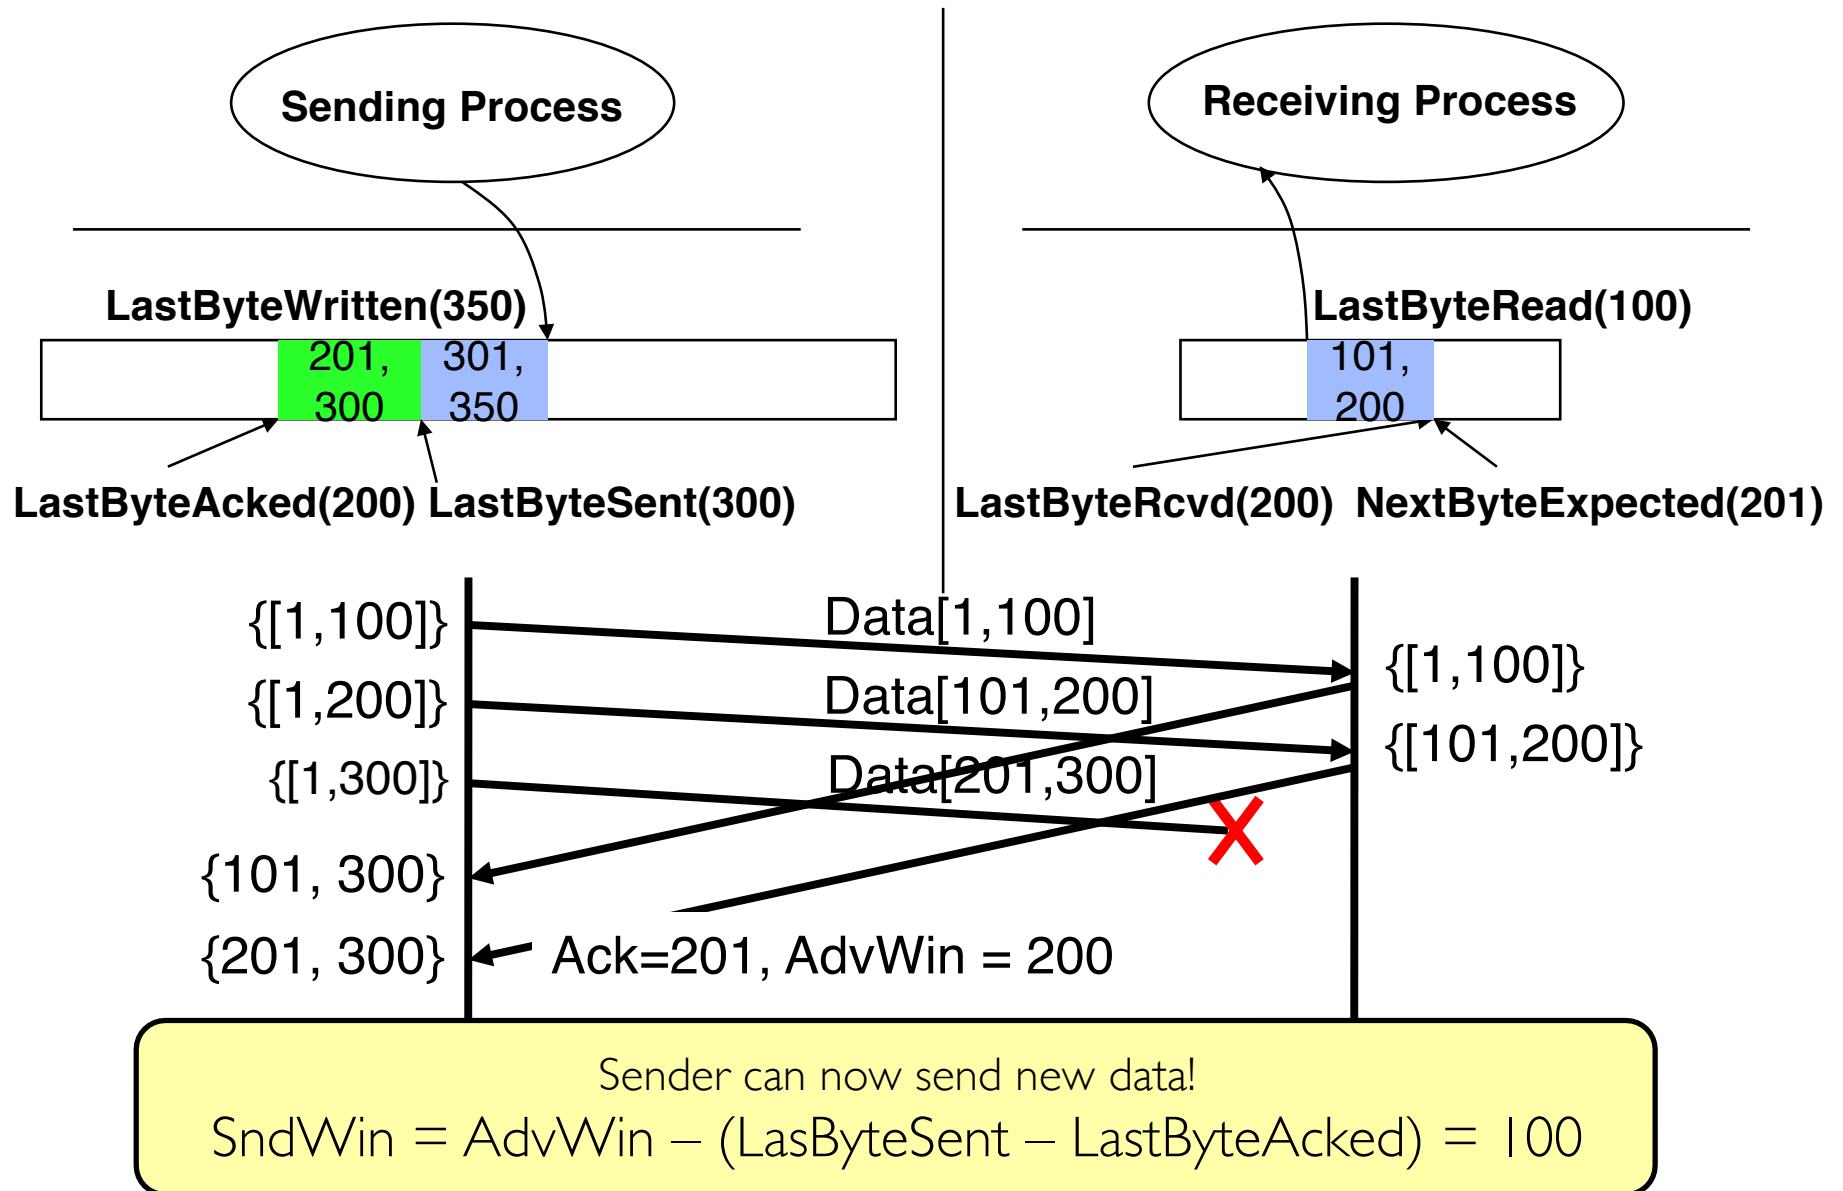 Sending Process
Receiving Process
LastByteWritten(350)
LastByteRead(100)
201,
300
301,
350
101,
200
LastByteAcked(200)
LastByteSent(300)
LastByteRcvd(200)
NextByteExpected(201)
{[1,100]}
Data[1,100]
{[1,100]}
{[1,200]}
Data[101,200]
{[101,200]}
{[1,300]}
Data[201,300]
{101, 300}
{201, 300}
Ack=201, AdvWin = 200
Sender can now send new data!
SndWin = AdvWin – (LasByteSent – LastByteAcked) = 100